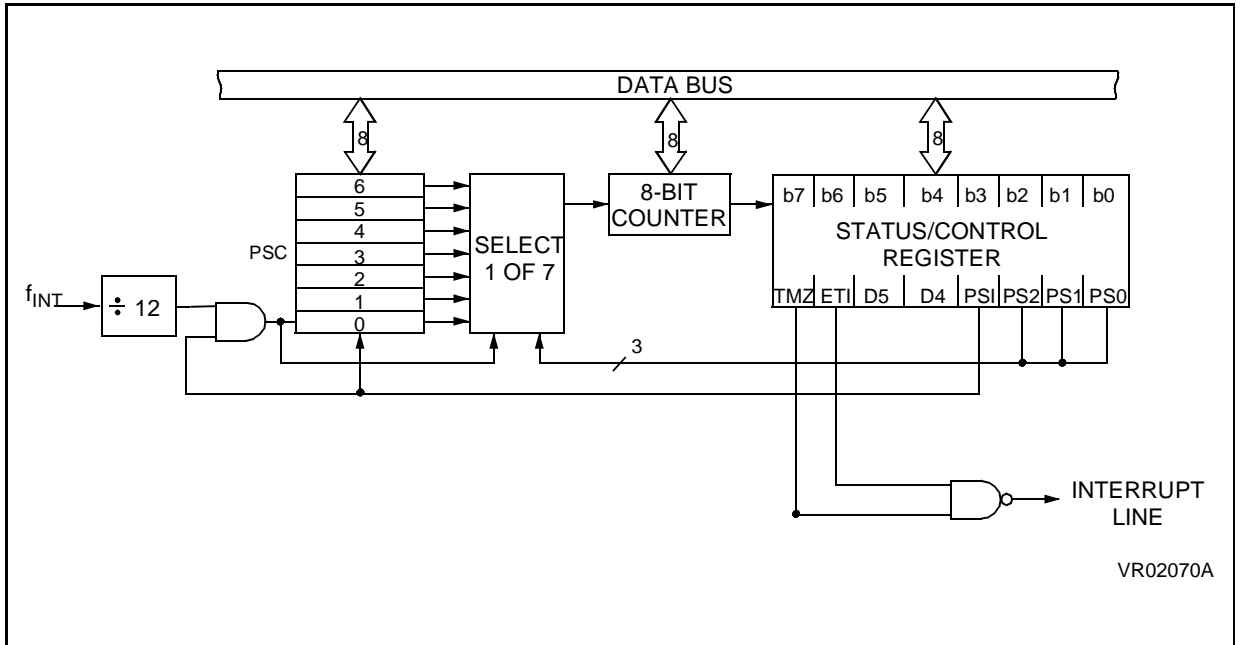 DATA BUS
8
8
8
6
5
4
3
2
1
0
PSC
SELECT
1 OF 7
8-BIT
COUNTER
b7 b6 b5 b4 b3 b2 b1 b0
STATUS/CONTROL
REGISTER
TMZ ETI D5 D4 PSI PS2 PS1 PS0
fINT
÷ 12
3
INTERRUPT
LINE
VR02070A